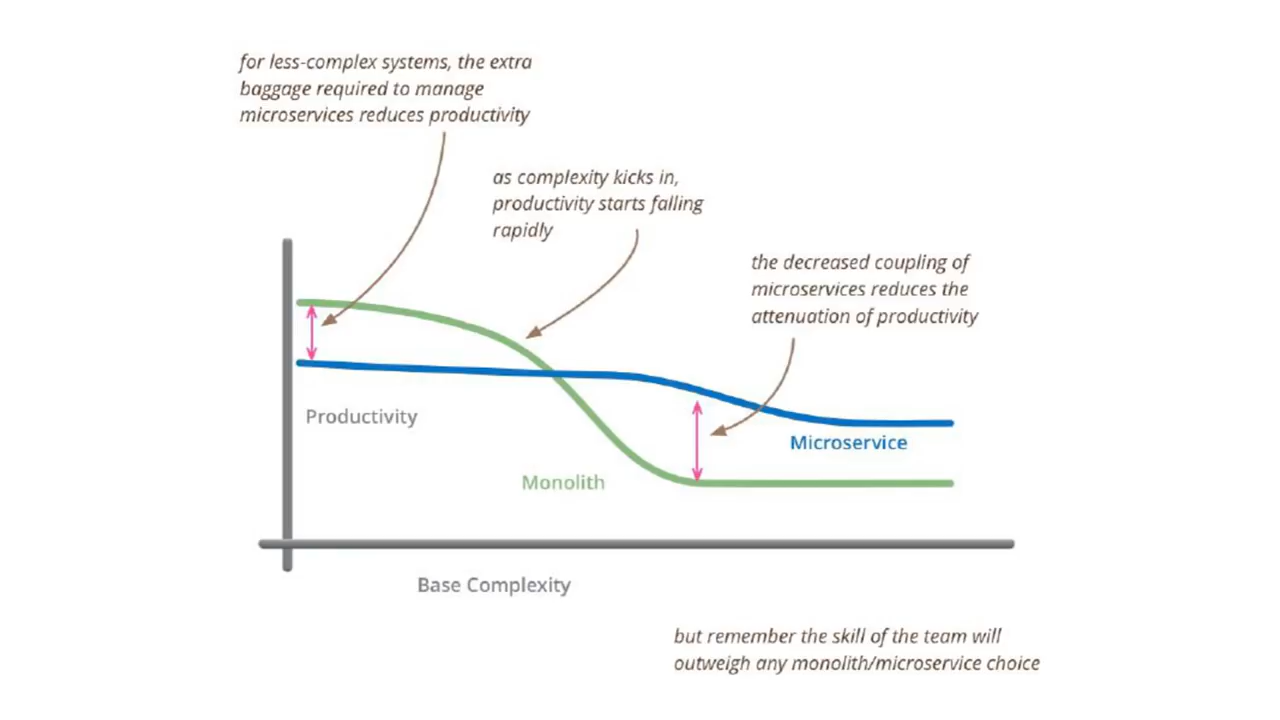 for less-complex systems, the extra
baggage required to manage
microservices reduces productivity
as complexity kicks in,
productivity starts falling
rapidly
the decreased coupling of
microservices reduces the
attenuation of productivity
Productivity
Microservice
Monolith
Base Complexity
but remember the skill of the team will
outweigh any monolith/microservice choice